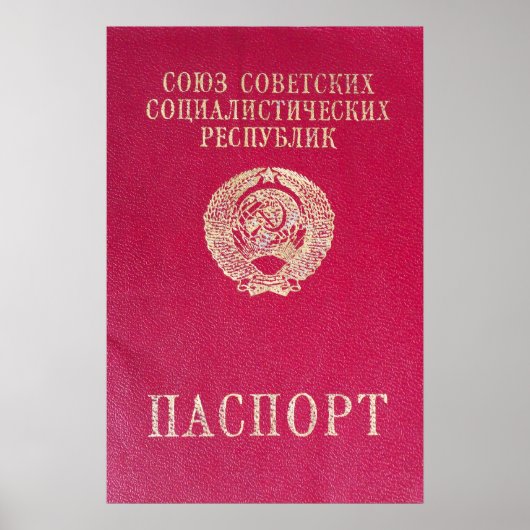 СОЮЗ СОВЕТСКИХ
СОЦИАЛИСТИЧЕСКИХ
РЕСПУБЛИК
ПАСПОРТ